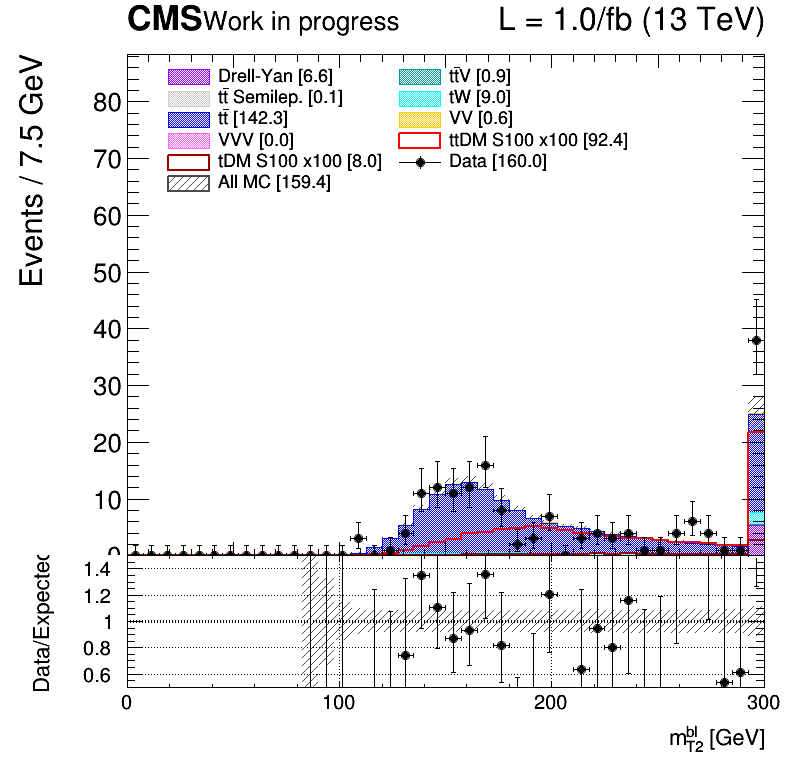 CMS Work in progress L = 1.0/fb (13 TeV)
Events / 7.5 GeV
Drell-Yan [6.6] tt̄V [0.9]
tt̄ Semilep. [0.1] tW [9.0]
tt̄ [142.3] VV [0.6]
VVV [0.0] ttDM S100 x100 [92.4]
tDM S100 x100 [8.0] Data [160.0]
All MC [159.4]
80
70
60
50
40
30
20
10
0
Data/Expected
1.4
1.2
1
0.8
0.6
0 100 200 300
m_T2^bl [GeV]